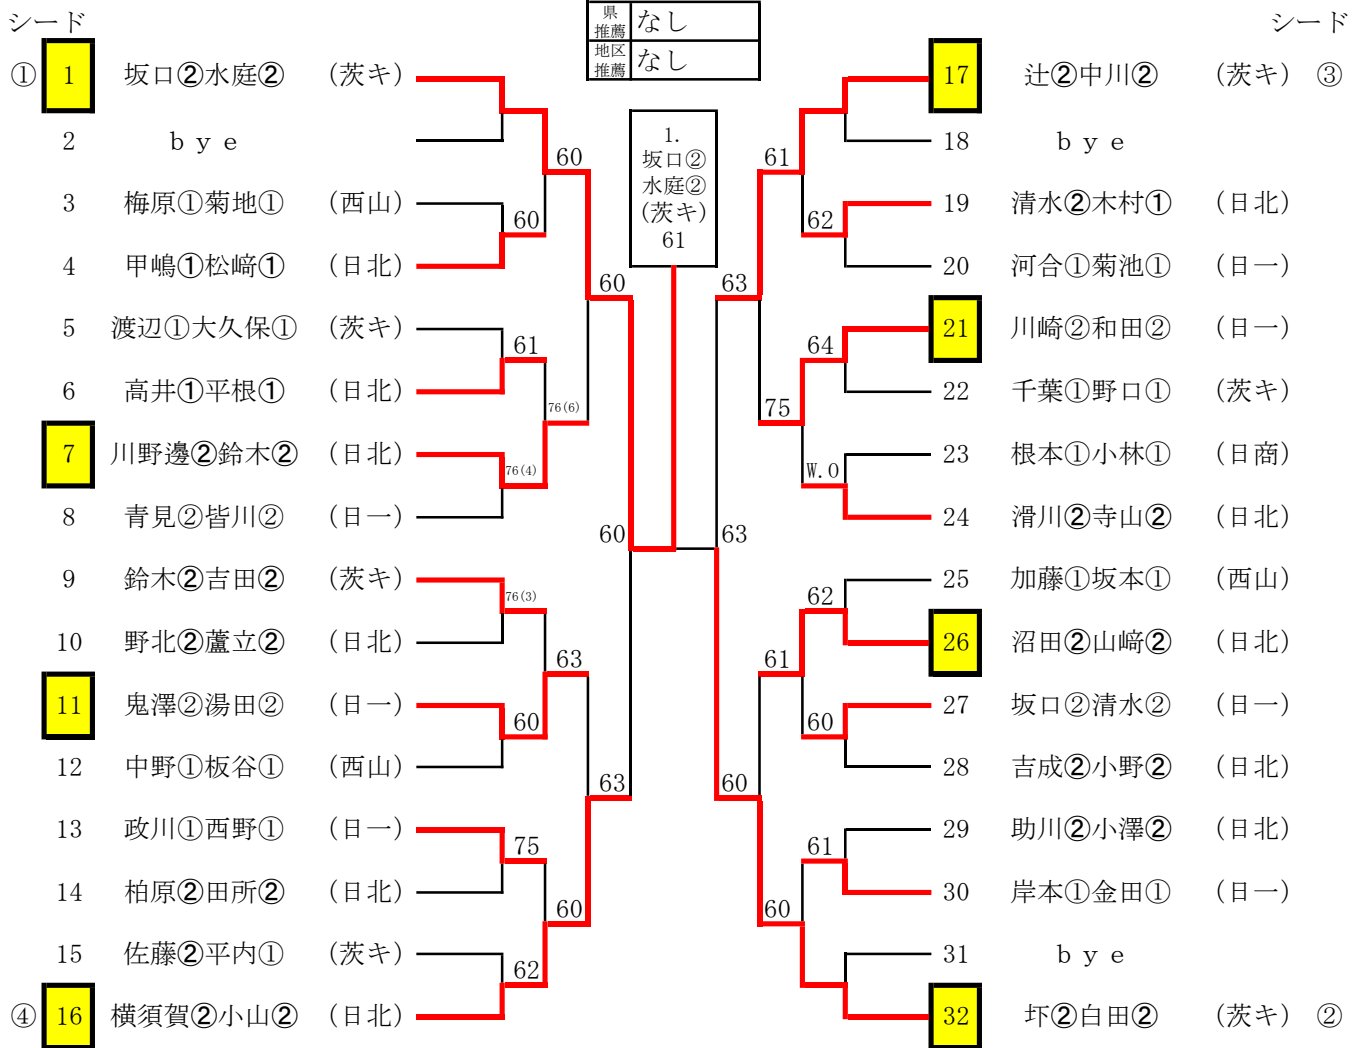 シード
県推薦 なし
地区推薦 なし
シード
① 1 坂口②水庭② (茨キ)
2 bye
3 梅原①菊地① (西山)
4 甲嶋①松﨑① (日北)
5 渡辺①大久保① (茨キ)
6 高井①平根① (日北)
7 川野邊②鈴木② (日北)
8 青見②皆川② (日一)
9 鈴木②吉田② (茨キ)
10 野北②蘆立② (日北)
11 鬼澤②湯田② (日一)
12 中野①板谷① (西山)
13 政川①西野① (日一)
14 柏原②田所② (日北)
15 佐藤②平内① (茨キ)
④ 16 横須賀②小山② (日北)
60
60
61
76(4)
76(3)
60
75
62
60
76(6)
63
60
60
63
60
1.
坂口②
水庭②
(茨キ)
61
63
63
60
61
75
61
60
62
64
W.O
62
60
61
17 辻②中川② (茨キ) ③
18 bye
19 清水②木村① (日北)
20 河合①菊池① (日一)
21 川崎②和田② (日一)
22 千葉①野口① (茨キ)
23 根本①小林① (日商)
24 滑川②寺山② (日北)
25 加藤①坂本① (西山)
26 沼田②山﨑② (日北)
27 坂口②清水② (日一)
28 吉成②小野② (日北)
29 助川②小澤② (日北)
30 岸本①金田① (日一)
31 bye
32 圷②白田② (茨キ) ②